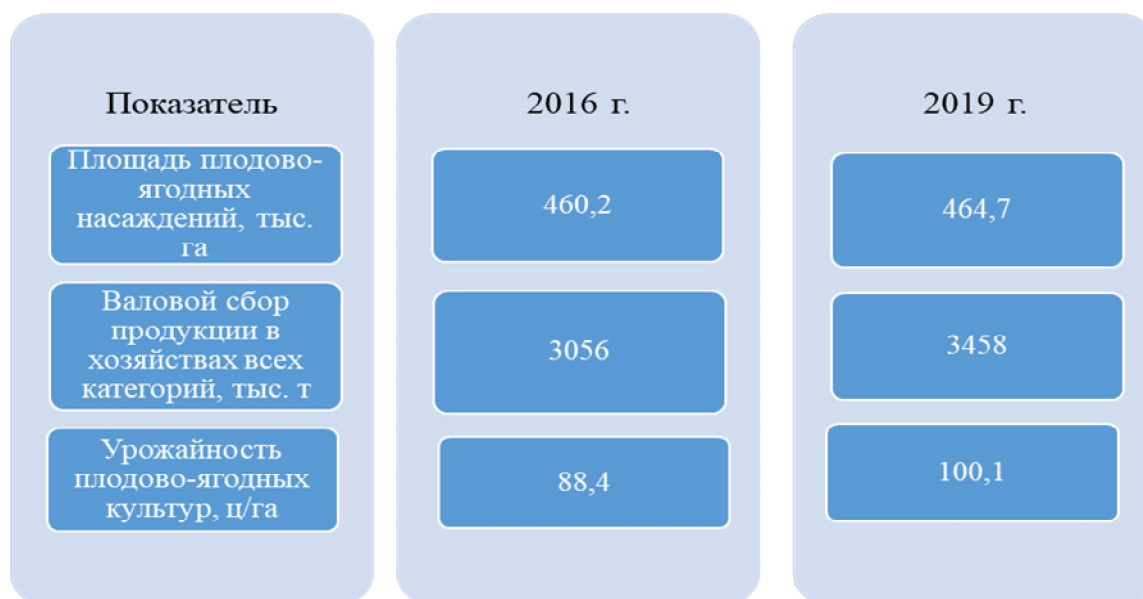 Показатель
Площадь плодово-
ягодных
насаждений, тыс.
га
Валовой сбор
продукции в
хозяйствах всех
категорий, тыс. т
Урожайность
плодово-ягодных
культур, ц/га
2016 г.
460,2
3056
88,4
2019 г.
464,7
3458
100,1